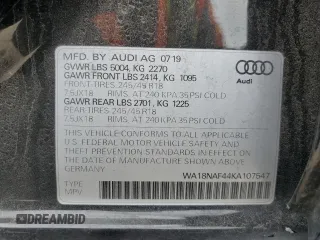 MFD. BY AUDI AG 0719
GVWR LBS 5004, KG 2270
GAWR FRONT LBS 2414, KG 1095
FRONT-TIRES 245/45 R18
7.5JX18 RIMS, AT 240 KPA 35 PSI COLD
GAWR REAR LBS 2701, KG 1225
REAR-TIRES 245/45 R18
7.5JX18 RIMS, AT 240 KPA 35 PSI COLD
Audi
THIS VEHICLE CONFORMS TO ALL APPLICABLE
U.S. FEDERAL MOTOR VEHICLE SAFETY AND
THEFT PREVENTION STANDARDS IN EFFECT ON
THE DATE OF MANUFACTURE SHOWN ABOVE
GERMANY
WA18NAF44KA107547
TYPE:
MPV
DREAMBID